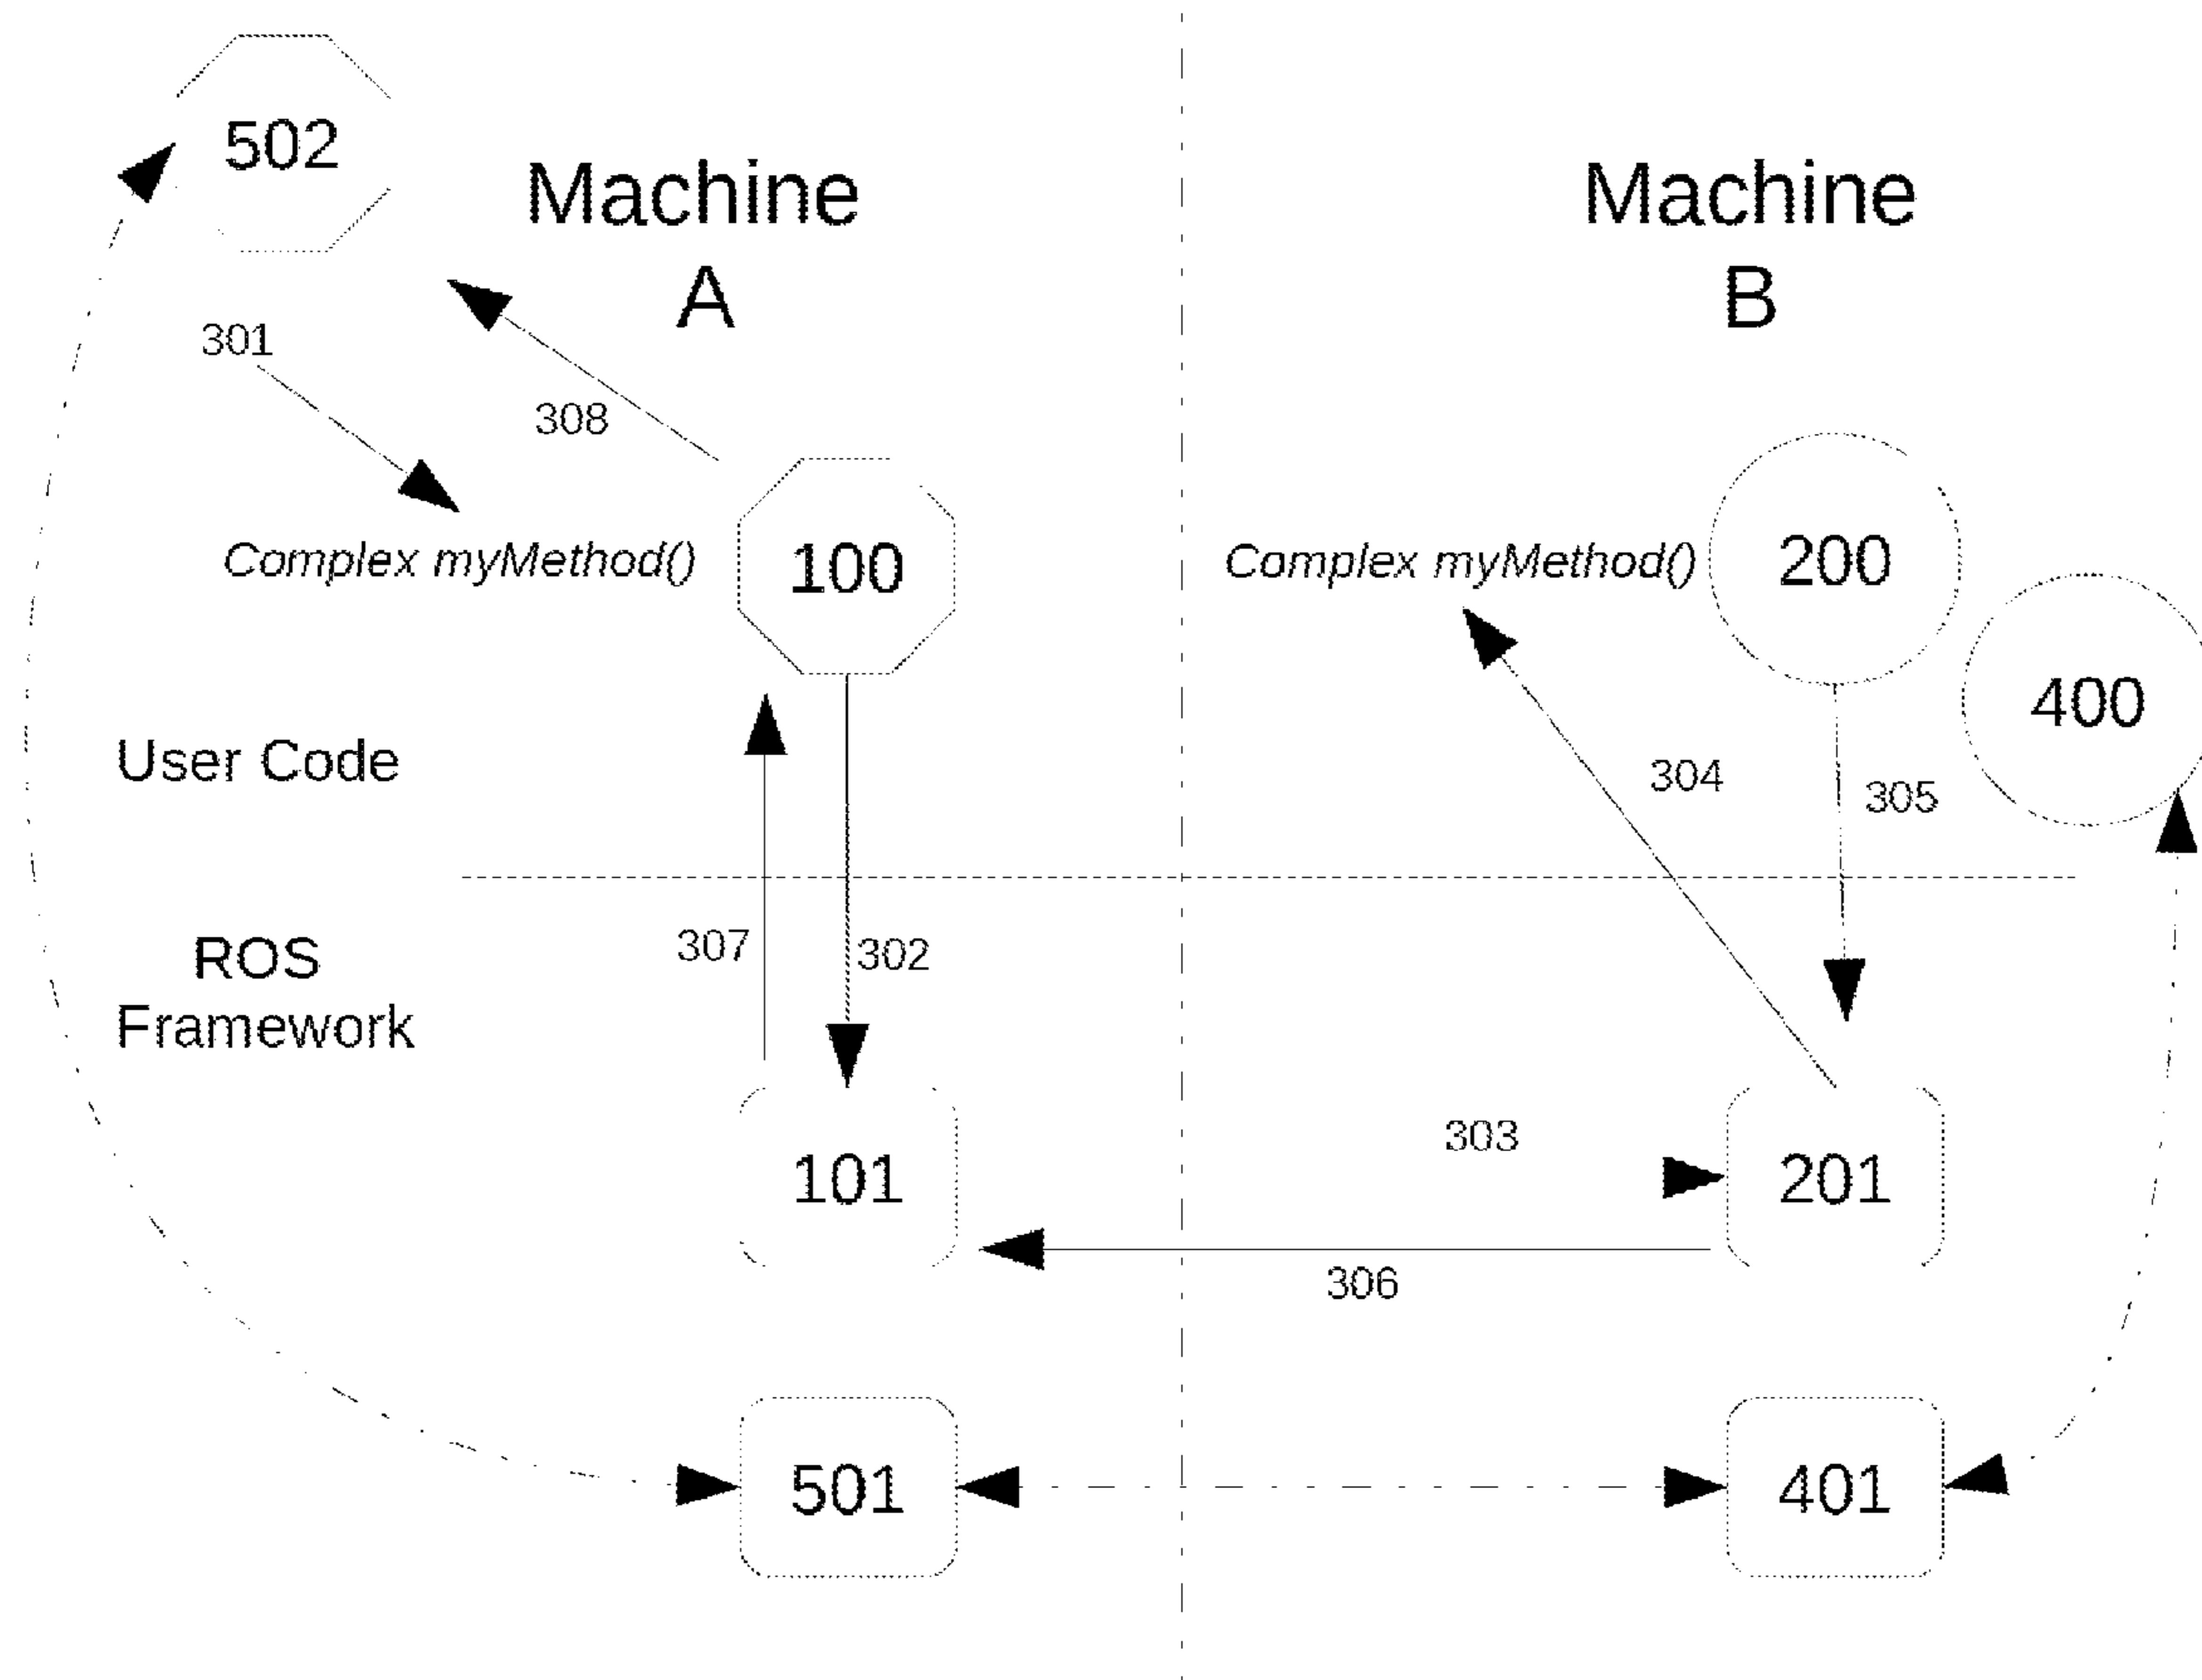 502
Machine
A
Machine
B
301
308
Complex myMethod()
100
Complex myMethod()
200
400
User Code
304
305
ROS
Framework
307
302
303
101
201
306
501
401